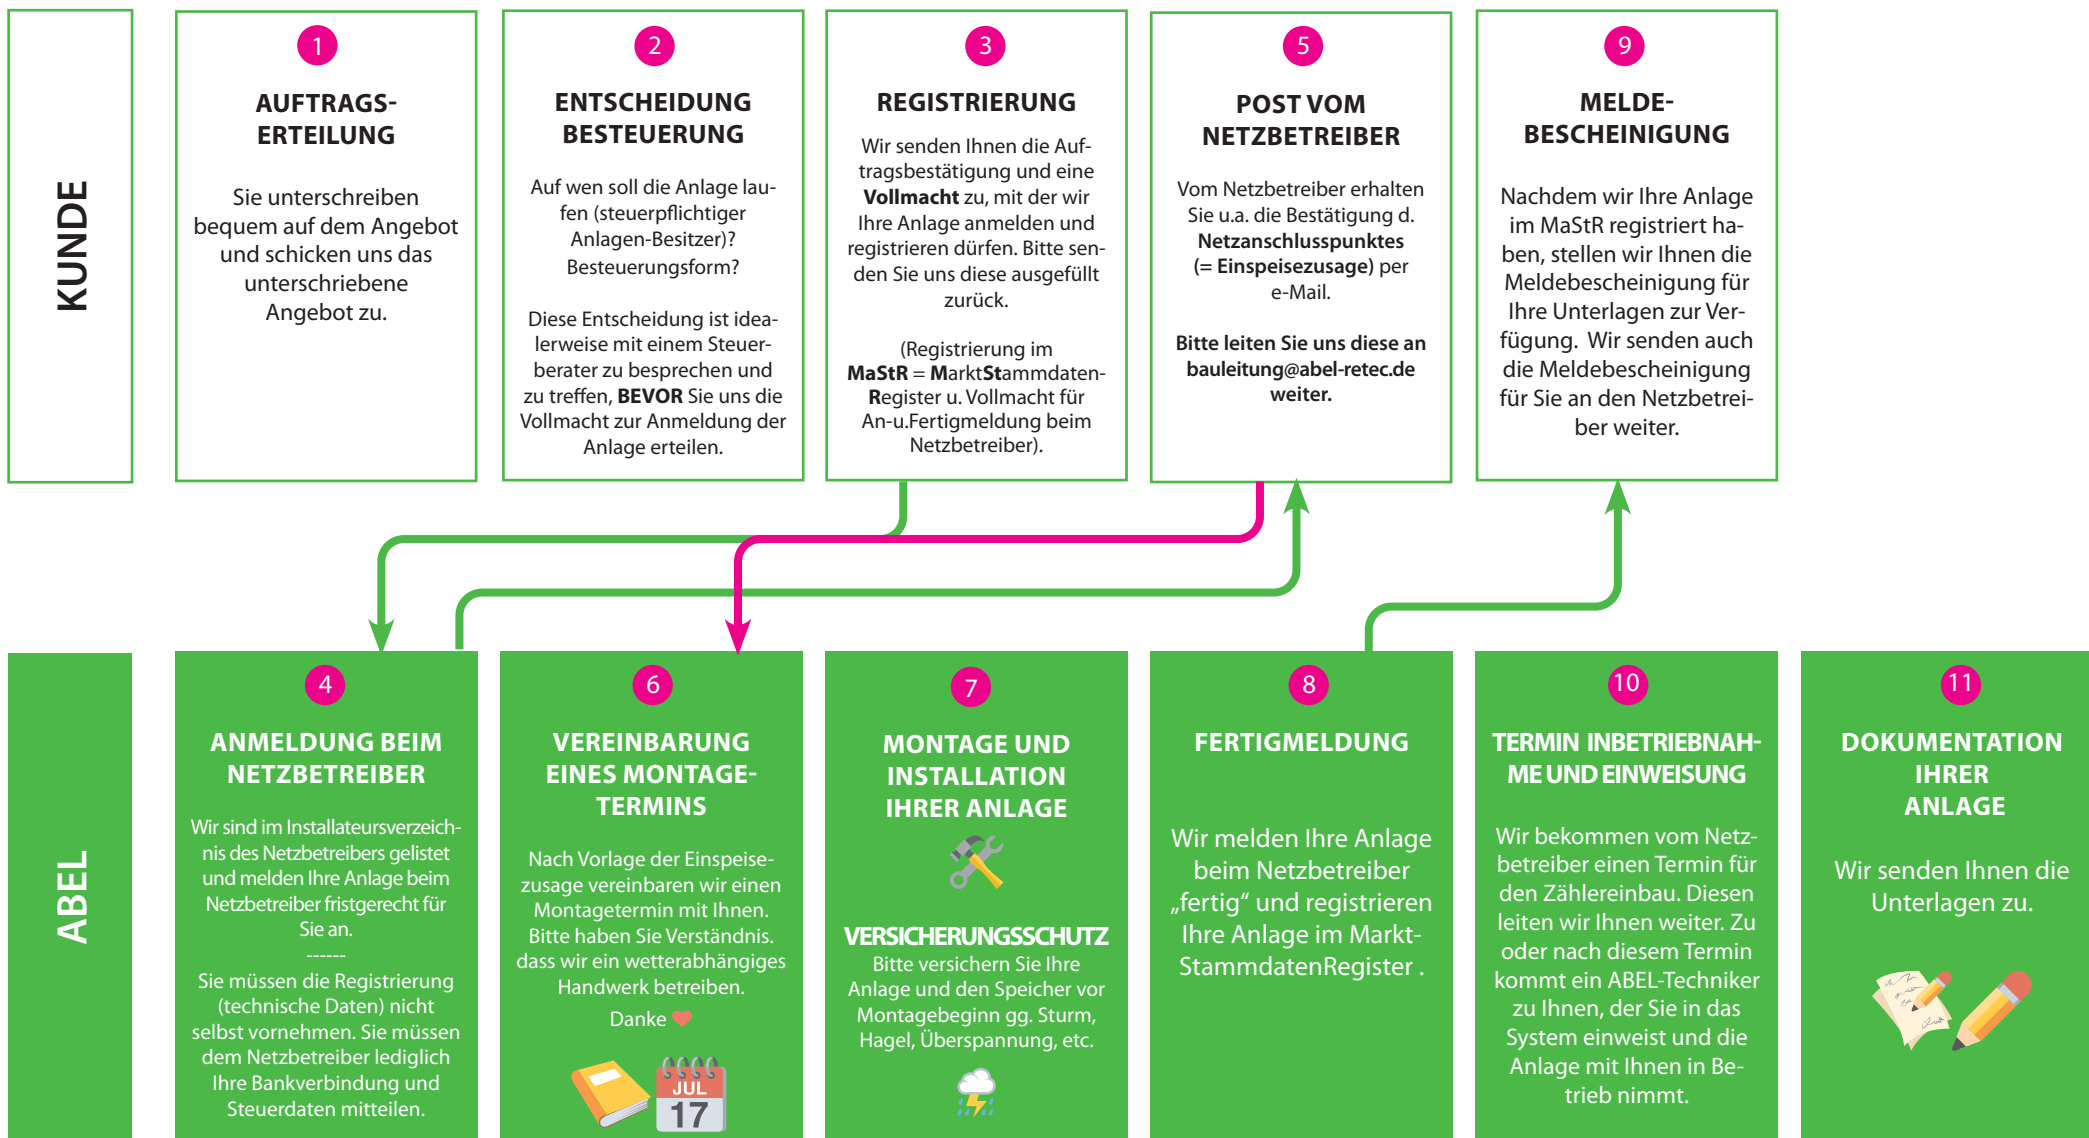 KUNDE
1
AUFTRAGS-
ERTEILUNG
Sie unterschreiben
bequem auf dem Angebot
und schicken uns das
unterschriebene
Angebot zu.
2
ENTSCHEIDUNG
BESTEUERUNG
Auf wen soll die Anlage lau-
fen (steuerpflichtiger
Anlagen-Besitzer)?
Besteuerungsform?
Diese Entscheidung ist idea-
lerweise mit einem Steuer-
berater zu besprechen und
zu treffen, BEVOR Sie uns die
Vollmacht zur Anmeldung der
Anlage erteilen.
3
REGISTRIERUNG
Wir senden Ihnen die Auf-
tragsbestätigung und eine
Vollmacht zu, mit der wir
Ihre Anlage anmelden und
registrieren dürfen. Bitte sen-
den Sie uns diese ausgefüllt
zurück.
(Registrierung im
MaStR = MarktStammdaten-
Register u. Vollmacht für
An-u.Fertigmeldung beim
Netzbetreiber).
5
POST VOM
NETZBETREIBER
Vom Netzbetreiber erhalten
Sie u.a. die Bestätigung d.
Netzanschlusspunktes
(= Einspeisezusage) per
e-Mail.
Bitte leiten Sie uns diese an
bauleitung@abel-retec.de
weiter.
9
MELDE-
BESCHEINIGUNG
Nachdem wir Ihre Anlage
im MaStR registriert ha-
ben, stellen wir Ihnen die
Meldebescheinigung für
Ihre Unterlagen zur Ver-
fügung. Wir senden auch
die Meldebescheinigung
für Sie an den Netzbetrei-
ber weiter.
ABEL
4
ANMELDUNG BEIM
NETZBETREIBER
Wir sind im Installateursverzeich-
nis des Netzbetreibers gelistet
und melden Ihre Anlage beim
Netzbetreiber fristgerecht für
Sie an.
------
Sie müssen die Registrierung
(technische Daten) nicht
selbst vornehmen. Sie müssen
dem Netzbetreiber lediglich
Ihre Bankverbindung und
Steuerdaten mitteilen.
6
VEREINBARUNG
EINES MONTAGE-
TERMINS
Nach Vorlage der Einspeise-
zusage vereinbaren wir einen
Montagetermin mit Ihnen.
Bitte haben Sie Verständnis.
dass wir ein wetterabhängiges
Handwerk betreiben.
Danke
JUL
17
7
MONTAGE UND
INSTALLATION
IHRER ANLAGE
VERSICHERUNGSSCHUTZ
Bitte versichern Sie Ihre
Anlage und den Speicher vor
Montagebeginn gg. Sturm,
Hagel, Überspannung, etc.
8
FERTIGMELDUNG
Wir melden Ihre Anlage
beim Netzbetreiber
„fertig“ und registrieren
Ihre Anlage im Markt-
StammdatenRegister .
10
TERMIN INBETRIEBNAH-
ME UND EINWEISUNG
Wir bekommen vom Netz-
betreiber einen Termin für
den Zählereinbau. Diesen
leiten wir Ihnen weiter. Zu
oder nach diesem Termin
kommt ein ABEL-Techniker
zu Ihnen, der Sie in das
System einweist und die
Anlage mit Ihnen in Be-
trieb nimmt.
11
DOKUMENTATION
IHRER
ANLAGE
Wir senden Ihnen die
Unterlagen zu.